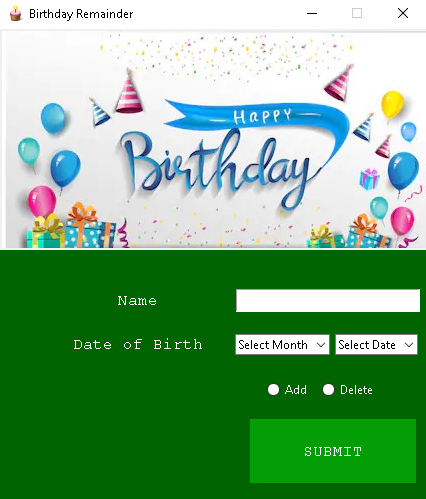 Birthday Remainder
Happy
Birthday
Name
Date of Birth
Select Month Select Date
Add Delete
SUBMIT